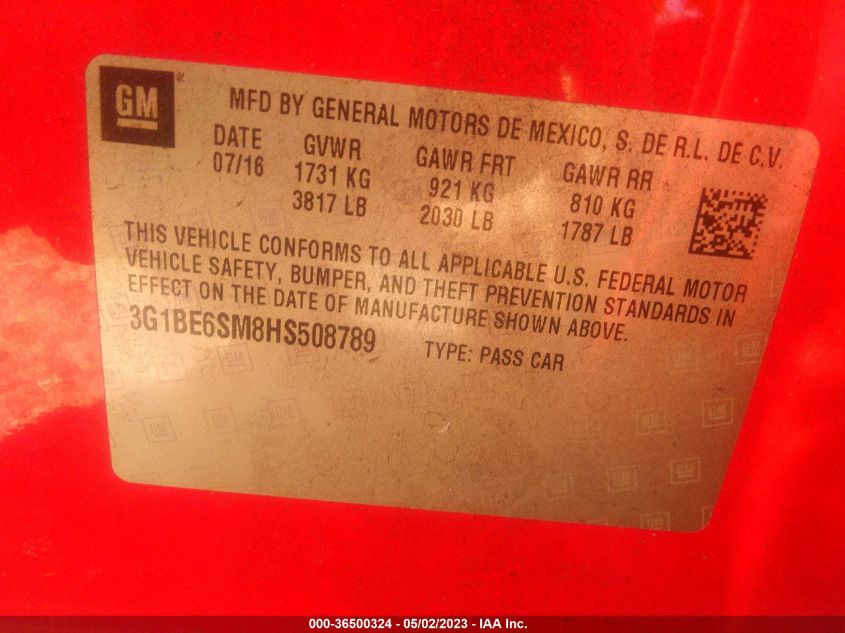 GM®
MFD BY GENERAL MOTORS DE MEXICO, S. DE R.L. DE C.V.
DATE GVWR GAWR FRT GAWR RR
07/16 1731 KG 921 KG 810 KG
3817 LB 2030 LB 1787 LB
THIS VEHICLE CONFORMS TO ALL APPLICABLE U.S. FEDERAL MOTOR
VEHICLE SAFETY, BUMPER, AND THEFT PREVENTION STANDARDS IN
EFFECT ON THE DATE OF MANUFACTURE SHOWN ABOVE.
3G1BE6SM8HS508789 TYPE: PASS CAR
000-36500324 - 05/02/2023 - IAA Inc.